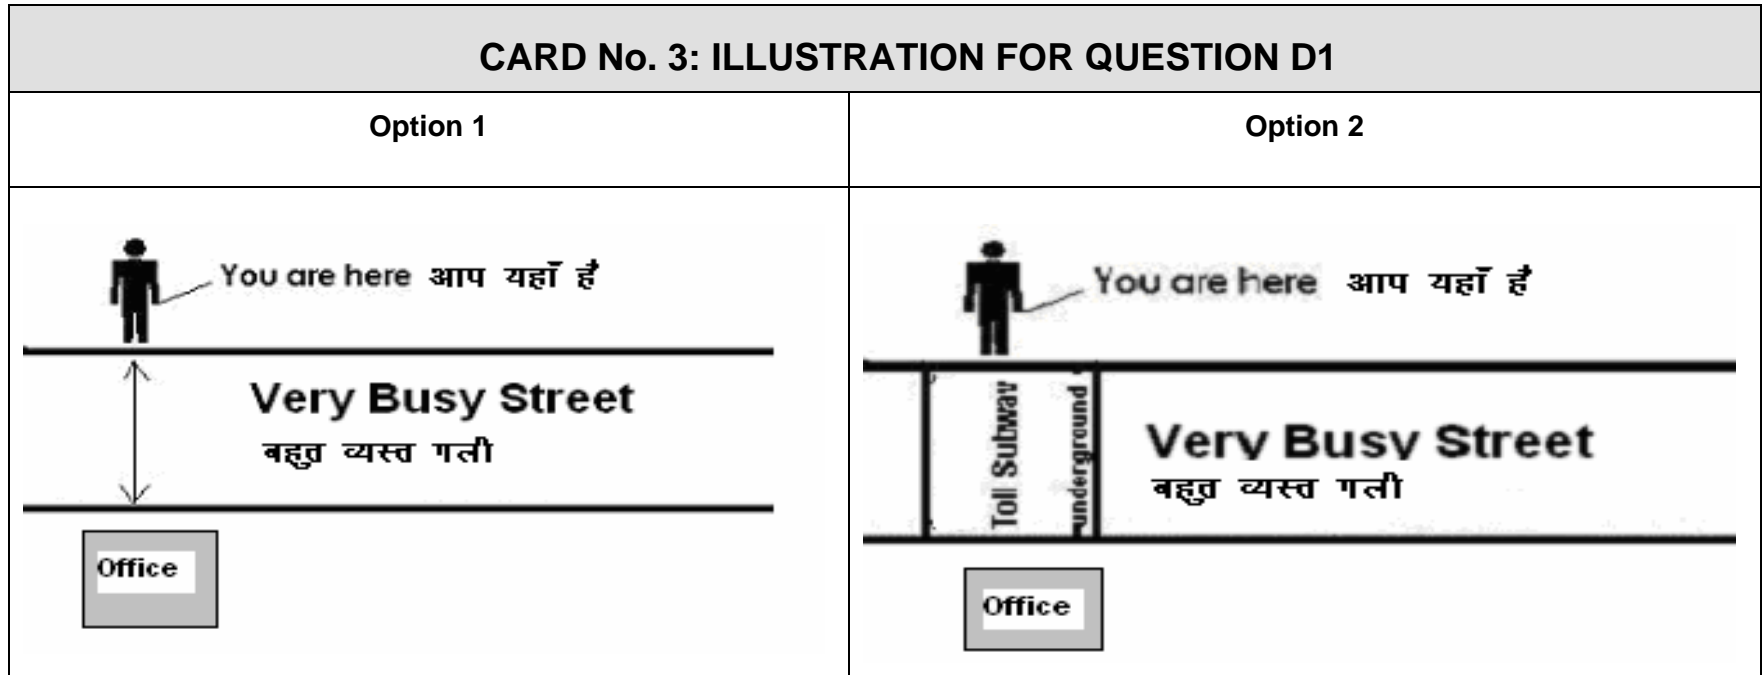 CARD No. 3: ILLUSTRATION FOR QUESTION D1
Option 1
Option 2
You are here आप यहाँ हैं
Very Busy Street
बहुत व्यस्त गली
Office
You are here आप यहाँ हैं
Toll Subway
underground
Very Busy Street
बहुत व्यस्त गली
Office